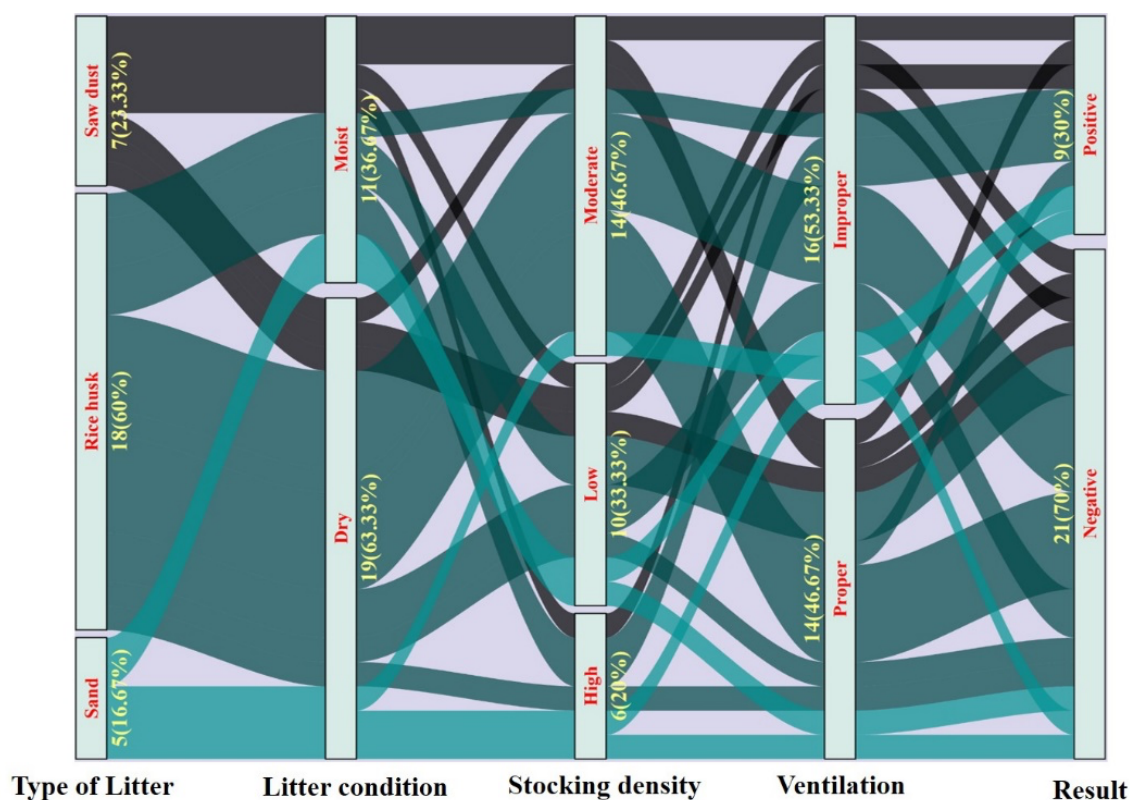 Saw dust
7(23.33%)
Rice husk
18(60%)
Sand
5(16.67%)
Moist
11(36.67%)
Dry
19(63.33%)
Moderate
14(46.67%)
Low
10(33.33%)
High
6(20%)
Improper
16(53.33%)
Proper
14(46.67%)
Positive
9(30%)
Negative
21(70%)
Type of Litter
Litter condition
Stocking density
Ventilation
Result